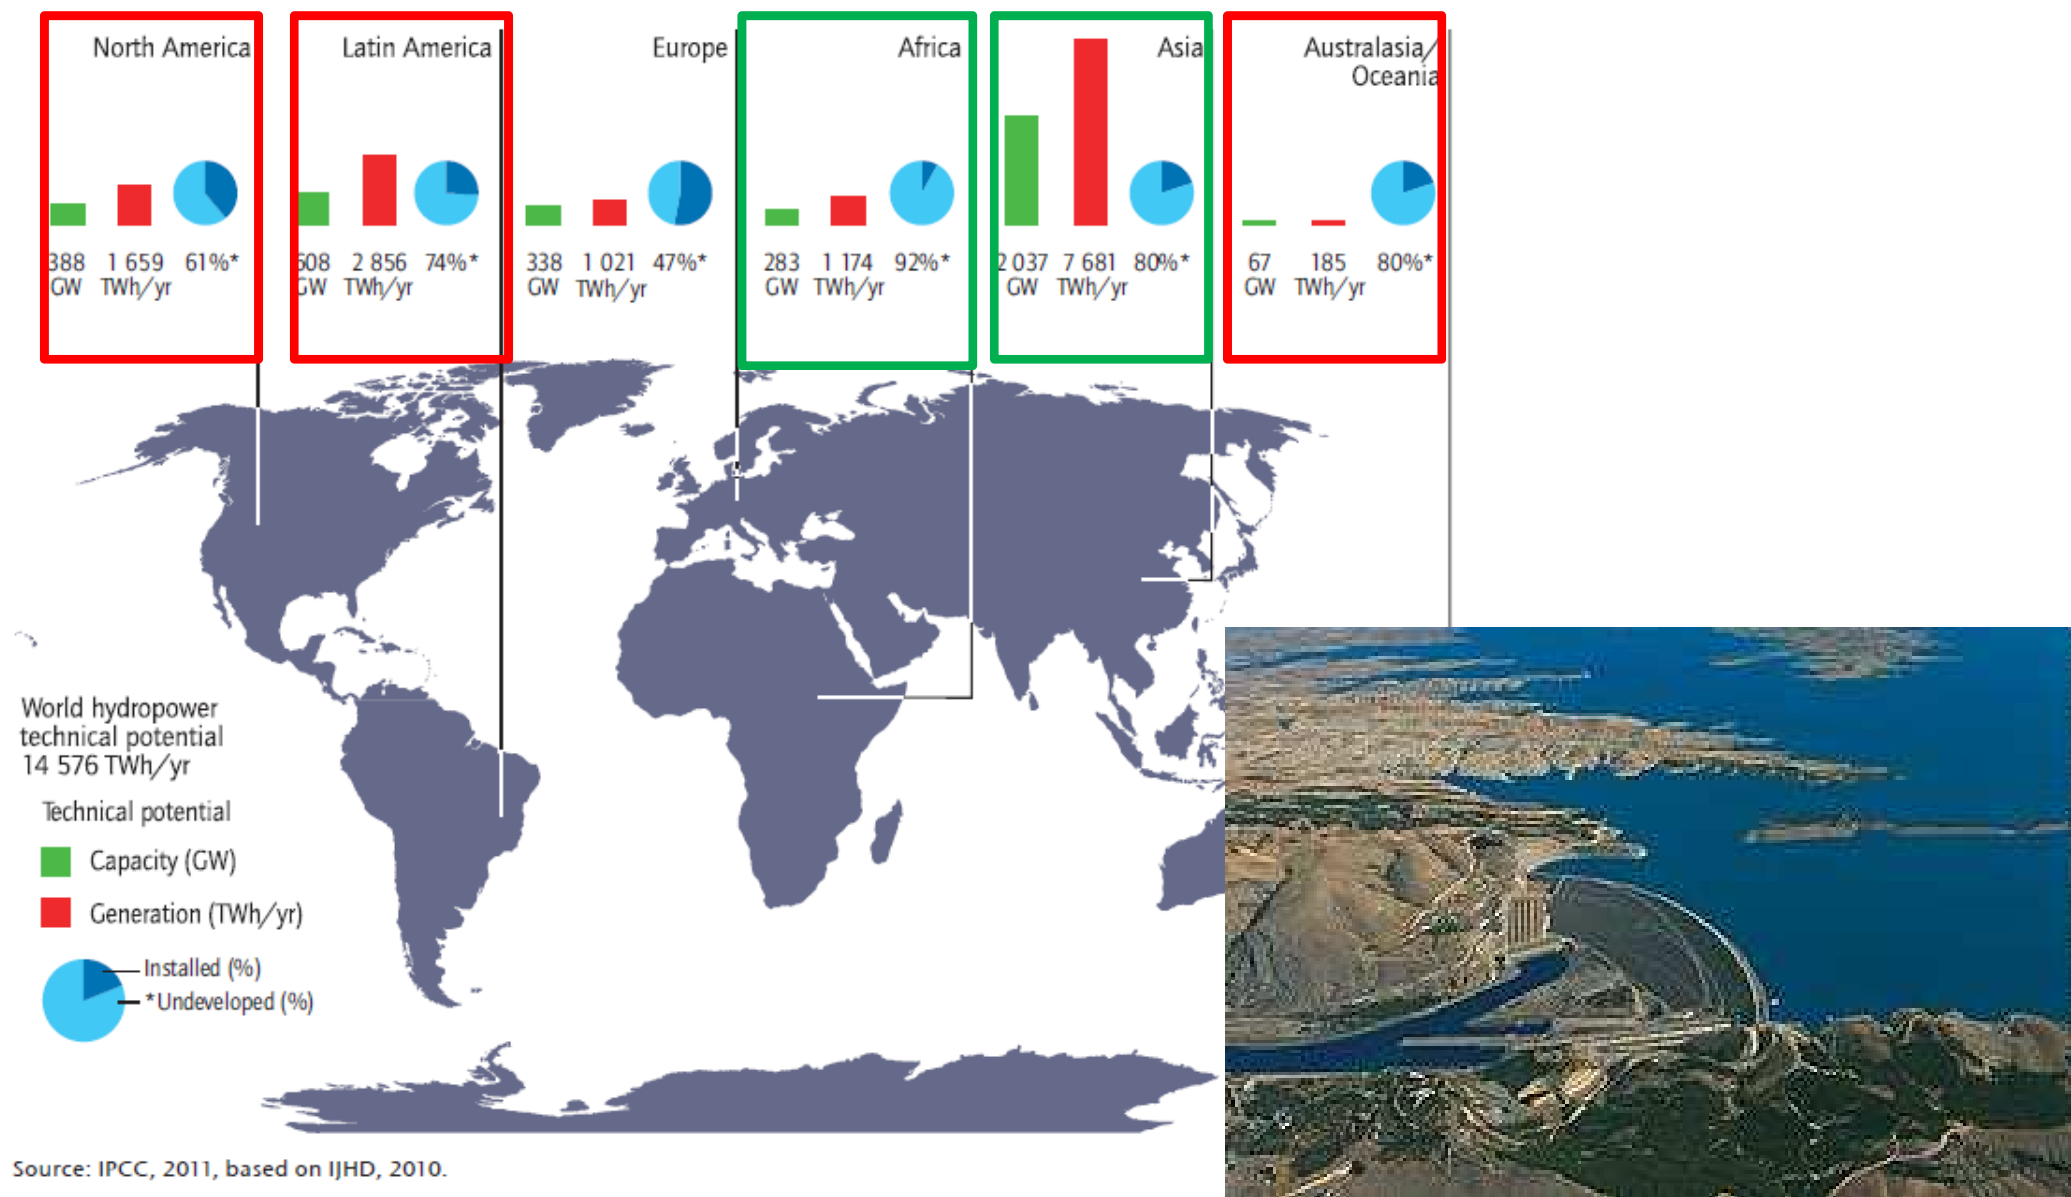 North America
388 1 659 61%*
GW TWh/yr
Latin America
608 2 856 74%*
GW TWh/yr
Europe
338 1 021 47%*
GW TWh/yr
Africa
283 1 174 92%*
GW TWh/yr
Asia
2 037 7 681 80%*
GW TWh/yr
Australasia/
Oceania
67 185 80%*
GW TWh/yr
World hydropower
technical potential
14 576 TWh/yr
Technical potential
Capacity (GW)
Generation (TWh/yr)
Installed (%)
*Undeveloped (%)
Source: IPCC, 2011, based on IJHD, 2010.